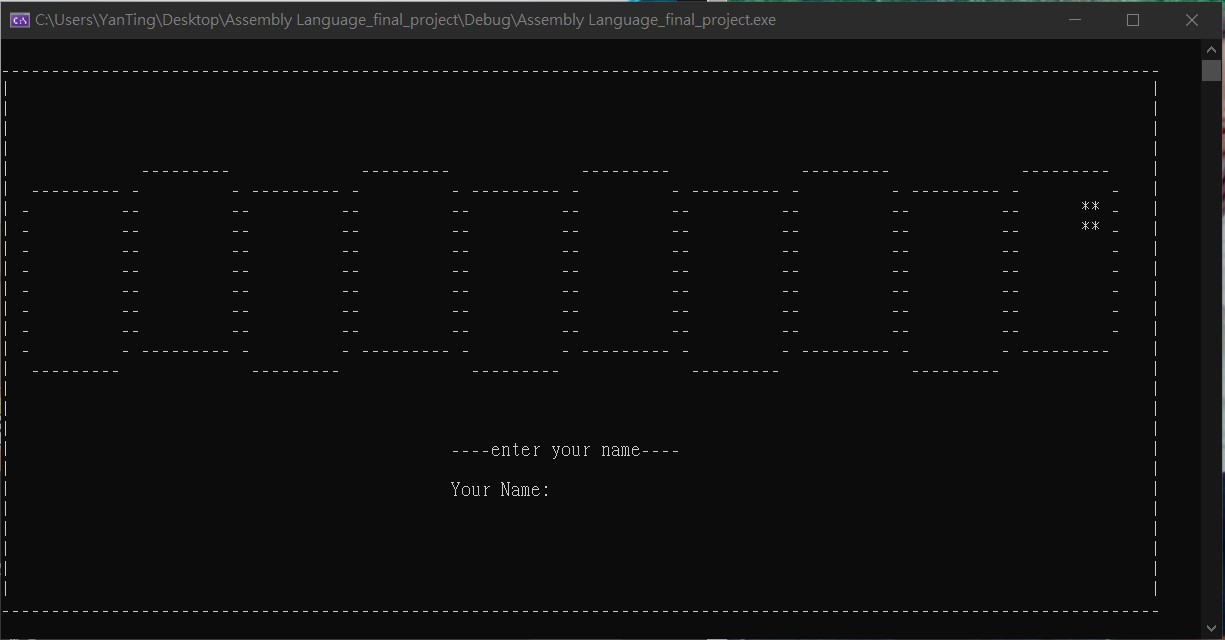 C:\Users\YanTing\Desktop\Assembly Language_final_project\Debug\Assembly Language_final_project.exe
**
**
----enter your name----
Your Name: